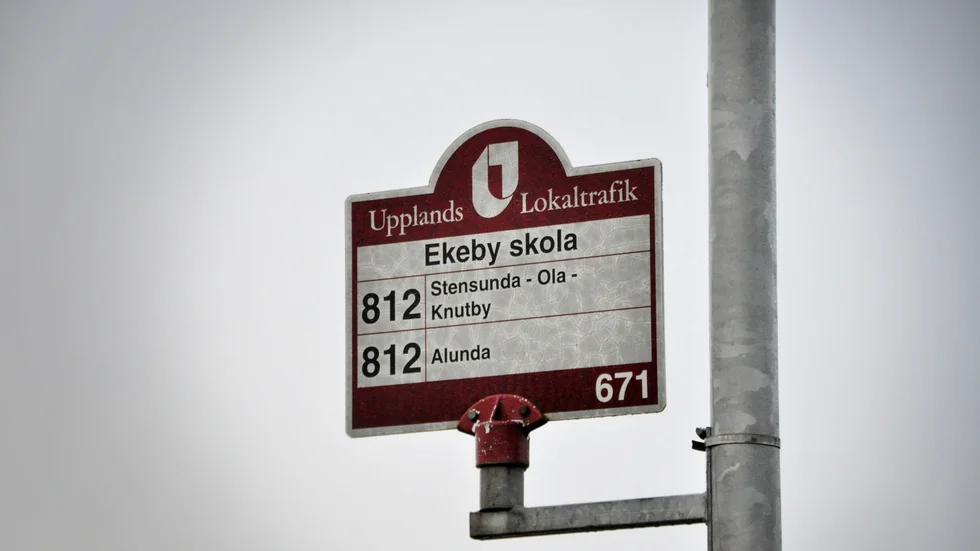 Upplands Lokaltrafik
Ekeby skola
812 Stensunda - Ola -
Knutby
812 Alunda
671